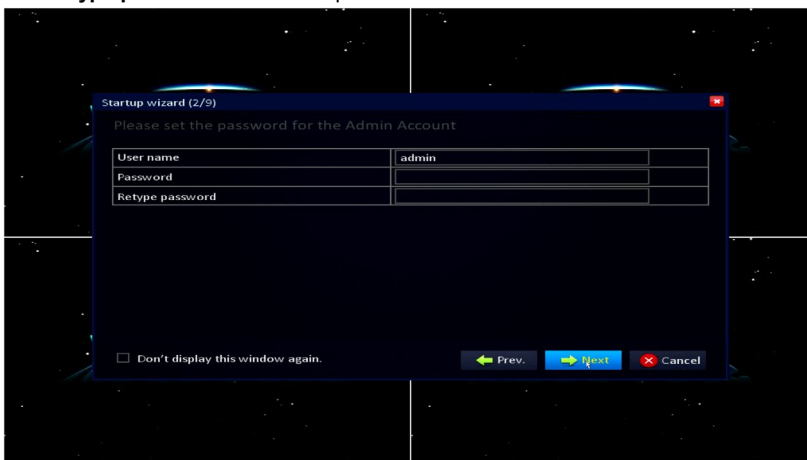 Startup wizard (2/9)
Please set the password for the Admin Account
User name admin
Password
Retype password
Don't display this window again.
Prev. Next Cancel